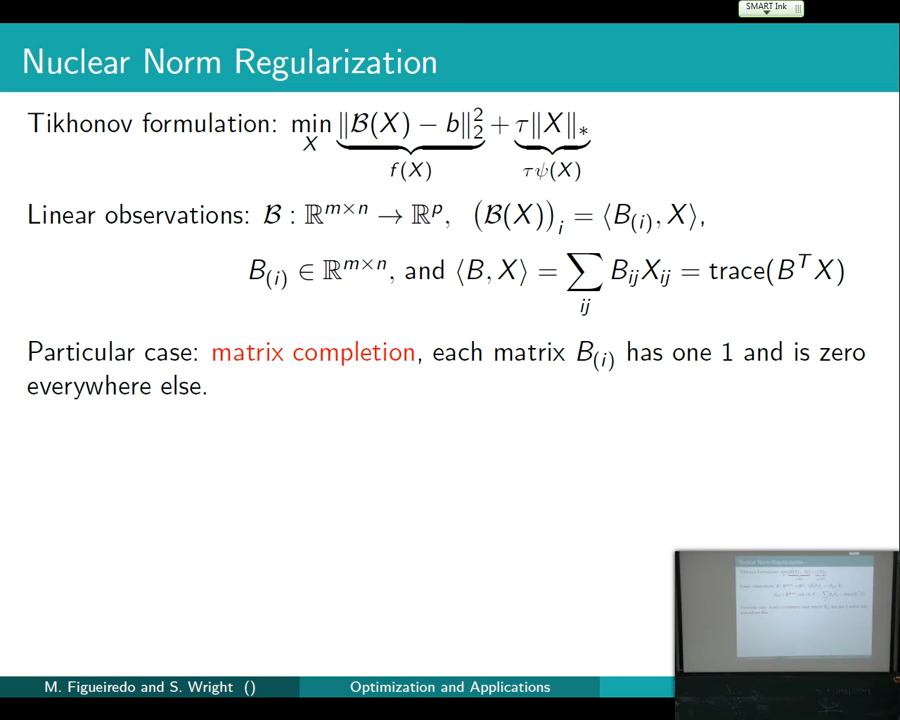 SMART Ink
Nuclear Norm Regularization
Tikhonov formulation: min_X ‖𝓑(X) − b‖₂² + τ‖X‖_*
f(X) τψ(X)
Linear observations: 𝓑 : ℝ^{m×n} → ℝ^p, (𝓑(X))_i = ⟨B_{(i)}, X⟩,
B_{(i)} ∈ ℝ^{m×n}, and ⟨B, X⟩ = ∑_{ij} B_{ij}X_{ij} = trace(B^T X)
Particular case: matrix completion, each matrix B_{(i)} has one 1 and is zero
everywhere else.
M. Figueiredo and S. Wright ()
Optimization and Applications